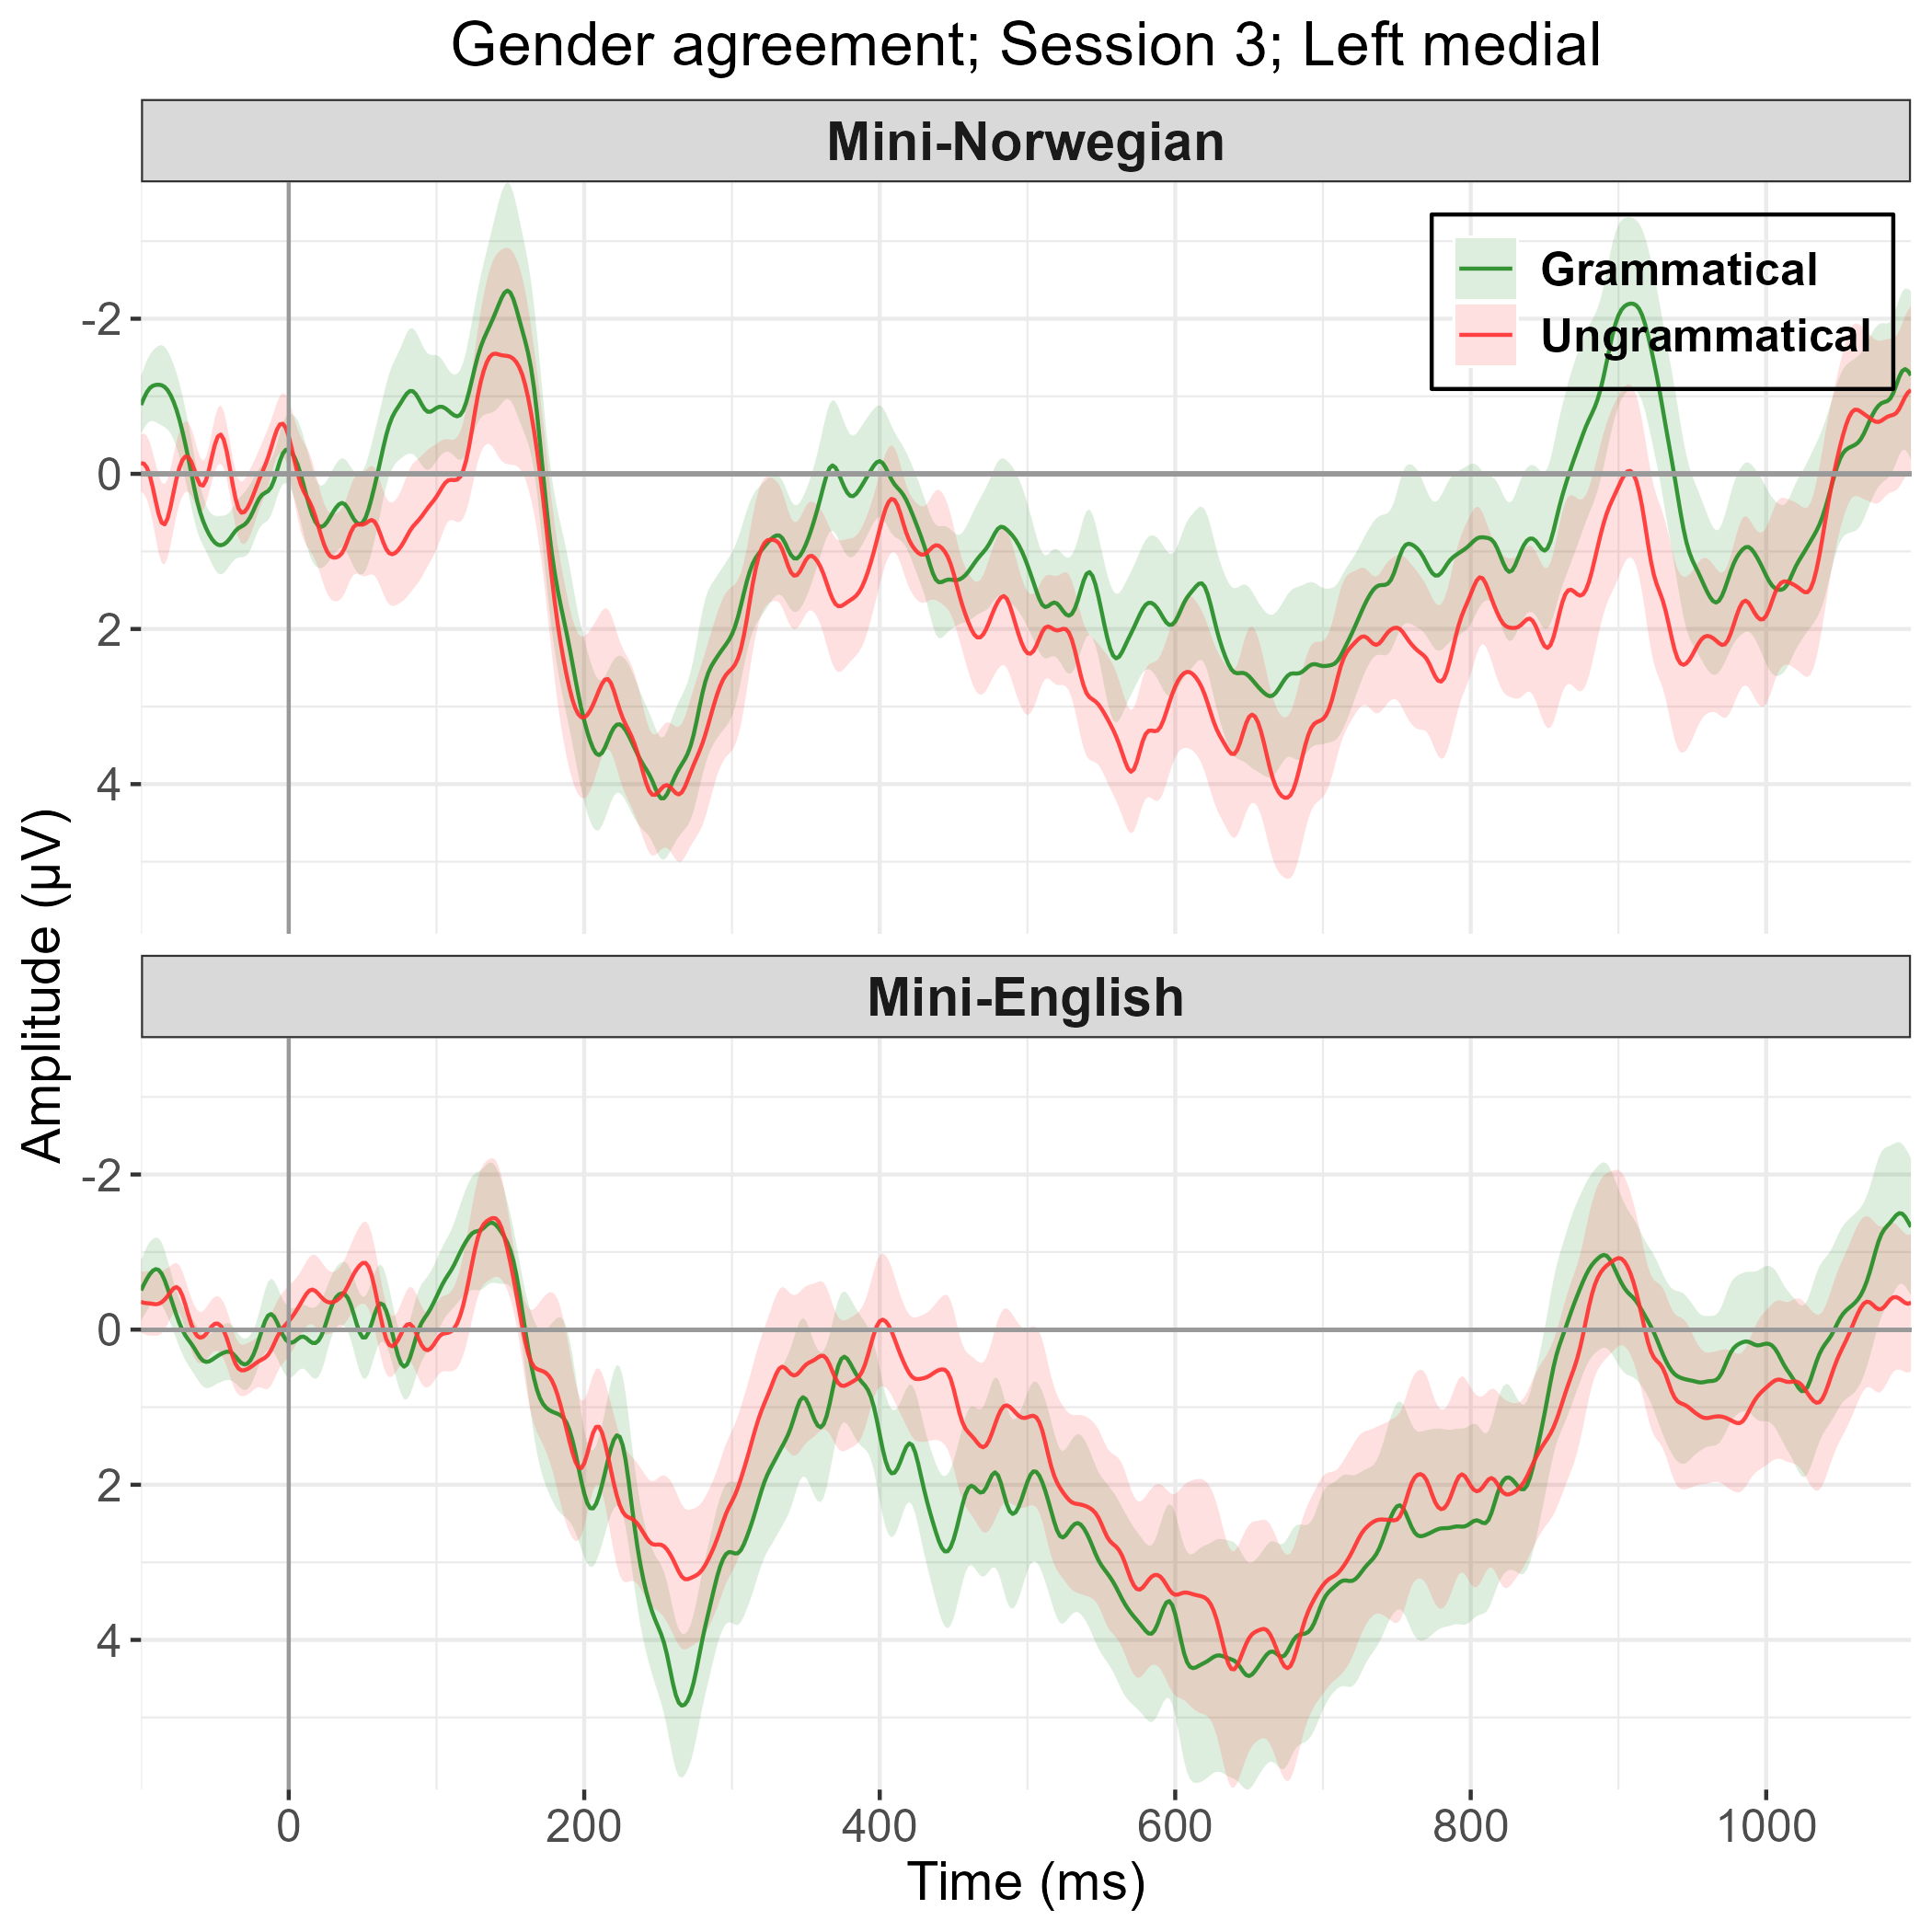 Gender agreement; Session 3; Left medial
Mini-Norwegian
Grammatical
Ungrammatical
-2
0
2
4
Amplitude (µV)
Mini-English
-2
0
2
4
0 200 400 600 800 1000
Time (ms)